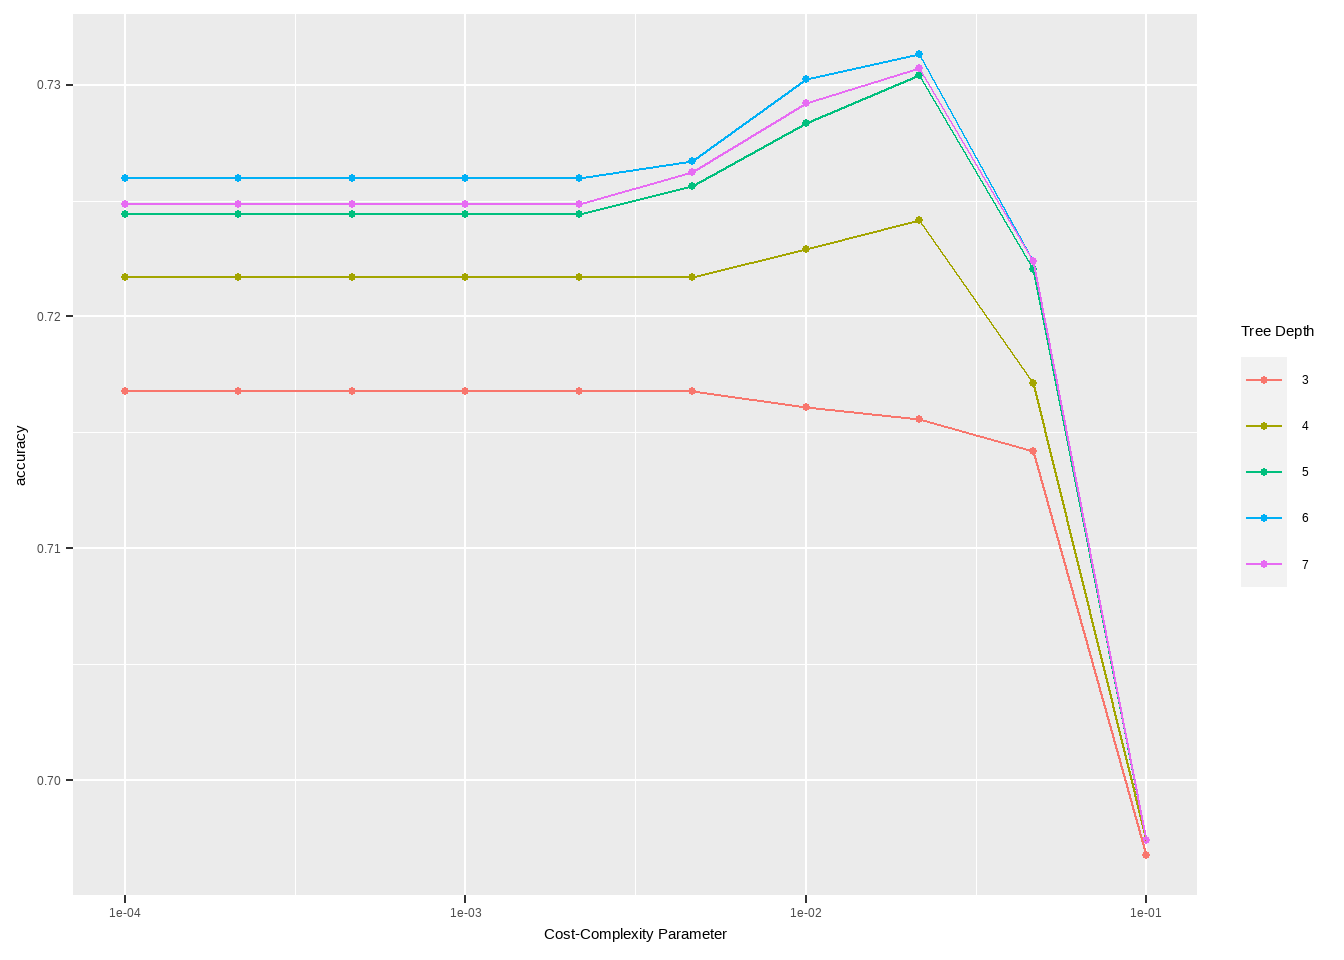 0.73
0.72
0.71
0.70
accuracy
1e-04
1e-03
1e-02
1e-01
Cost-Complexity Parameter
Tree Depth
3
4
5
6
7